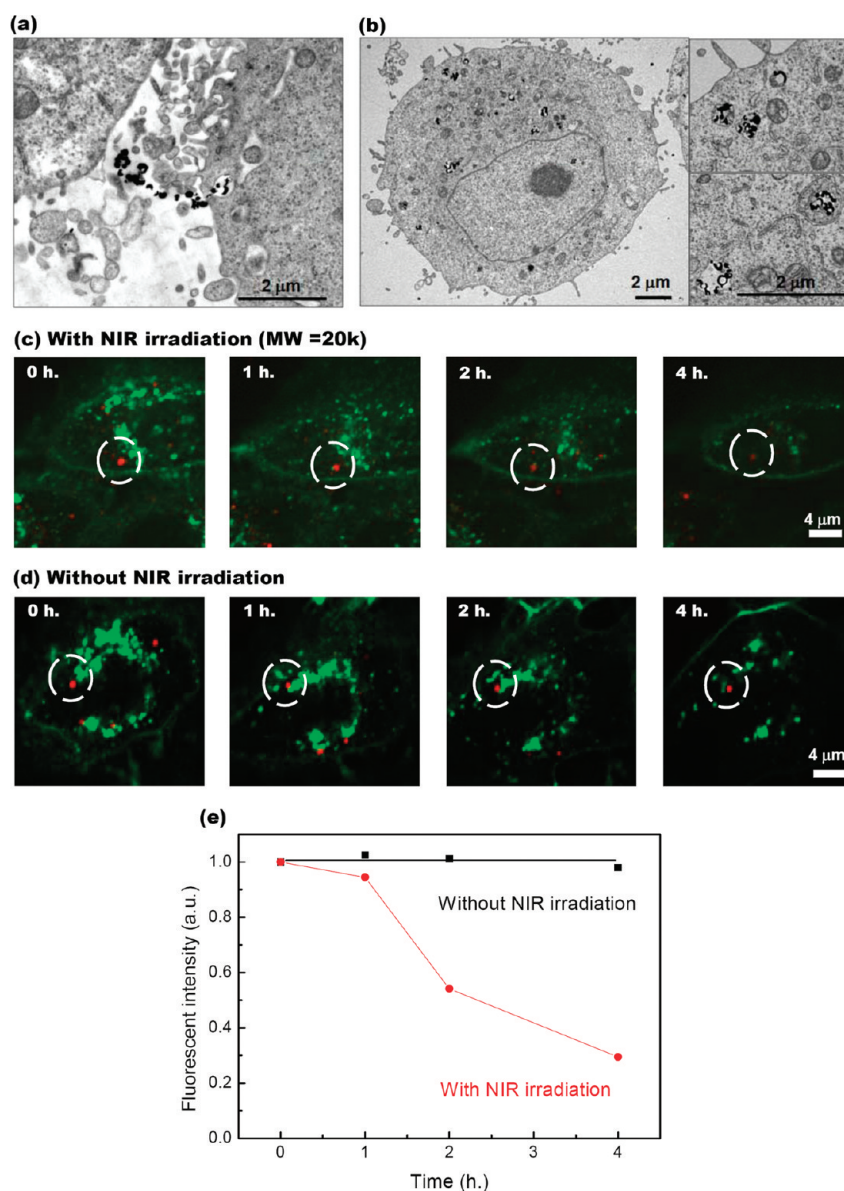 (a)
(b)
2 μm
2 μm
2 μm
(c) With NIR irradiation (MW =20k)
0 h.
1 h.
2 h.
4 h.
4 μm
(d) Without NIR irradiation
0 h.
1 h.
2 h.
4 h.
4 μm
(e)
1.0
0.8
0.6
0.4
0.2
0.0
Fluorescent intensity (a.u.)
Without NIR irradiation
With NIR irradiation
0
1
2
3
4
Time (h.)